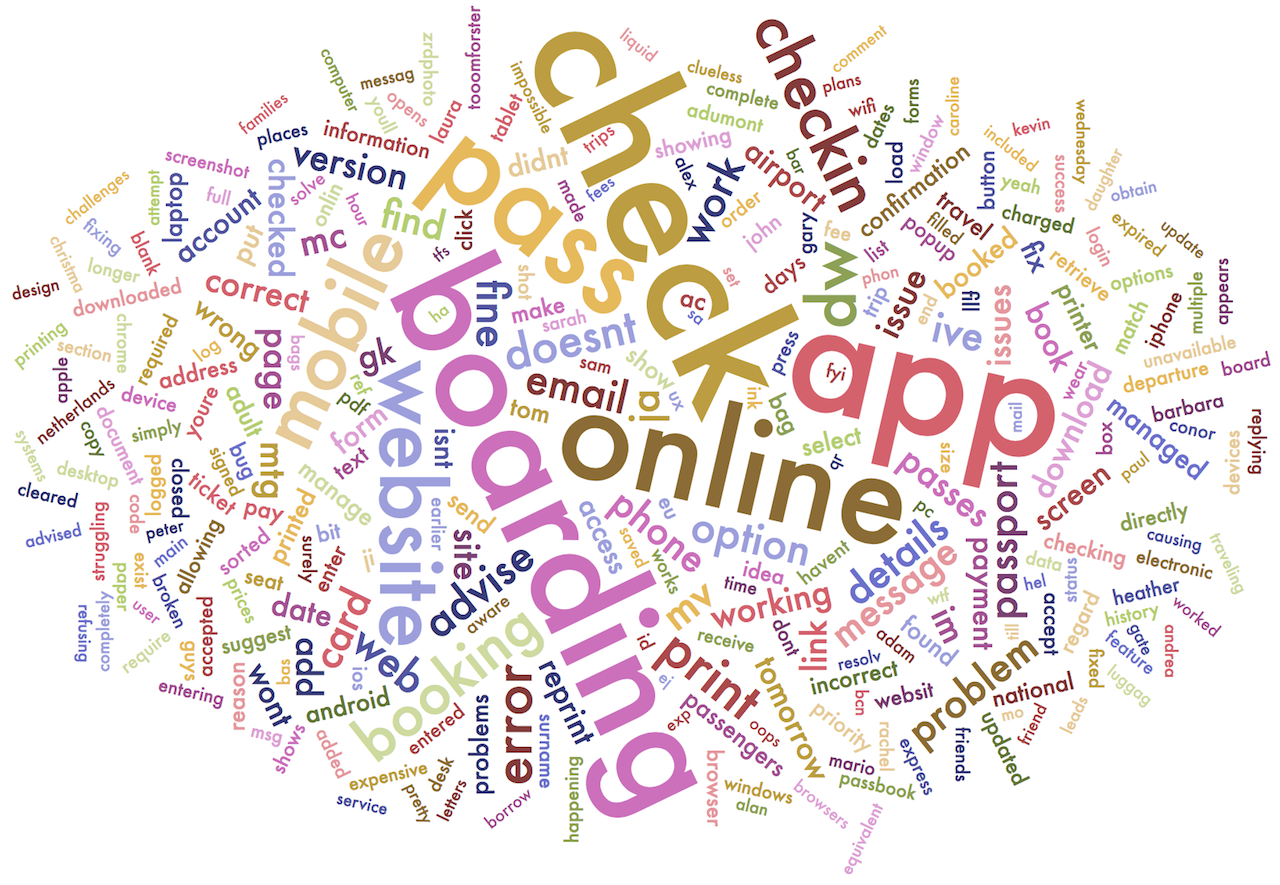 check
boarding
app
online
pass
checkin
website
mobile
booking
print
error
problem
web
card
add
date
advise
site
phone
option
details
message
passport
passes
working
email
doesnt
fine
find
version
account
checked
mc
correct
wrong
page
gk
mtg
form
work
airport
dw
issue
issues
ive
booked
book
download
managed
screen
payment
im
mv
link
tomorrow
passengers
reprint
wont
android
problems
surname
printed
manage
send
access
pl
tom
sam
sarah
make
show
ux
ink
bag
press
select
qr
size
pc
mail
fyi
ac
sa
set
ha
shot
tfs
click
hour
solve
onlin
put
full
laptop
attempt
screenshot
places
families
information
laura
tablet
tooomforster
zrdphoto
messag
opens
youll
computer
impossible
liquid
clueless
complete
adumont
showing
trips
didnt
made
fees
alex
order
john
bar
gary
days
fee
plans
comment
wifi
dates
forms
load
window
caroline
confirmation
travel
popup
filled
list
phon
trip
end
fill
fix
button
included
kevin
yeah
charged
success
wednesday
daughter
obtain
login
expired
update
retrieve
options
printer
match
iphone
multiple
appears
unavailable
departure
board
wear
box
barbara
conor
paul
replying
devices
directly
causing
electronic
traveling
checking
data
status
hel
accept
regard
heather
history
worked
gate
feature
andrea
luggag
fixed
till
national
mo
friend
leads
updated
friends
express
websit
incorrect
resolv
adam
found
wtf
havent
idea
time
dont
receive
works
saved
eu
id
ei
exp
oops
bcn
priority
rachel
mario
passbook
windows
alan
browser
browsers
equivalent
happening
borrow
letters
desk
pretty
expensive
service
entered
added
shows
msg
reason
entering
bas
ios
suggest
seat
prices
guys
accepted
require
user
broken
main
peter
exist
paper
completely
refusing
struggling
advised
cleared
systems
desktop
code
logged
closed
allowing
sorted
ticket
pay
surely
enter
bit
ii
bug
signed
adult
youre
simply
document
copy
netherlands
device
address
log
required
chrome
section
apple
printing
design
downloaded
longer
christma
blank
fixing
challenges
bags
ref
pdf
text
isnt
earlier
aware